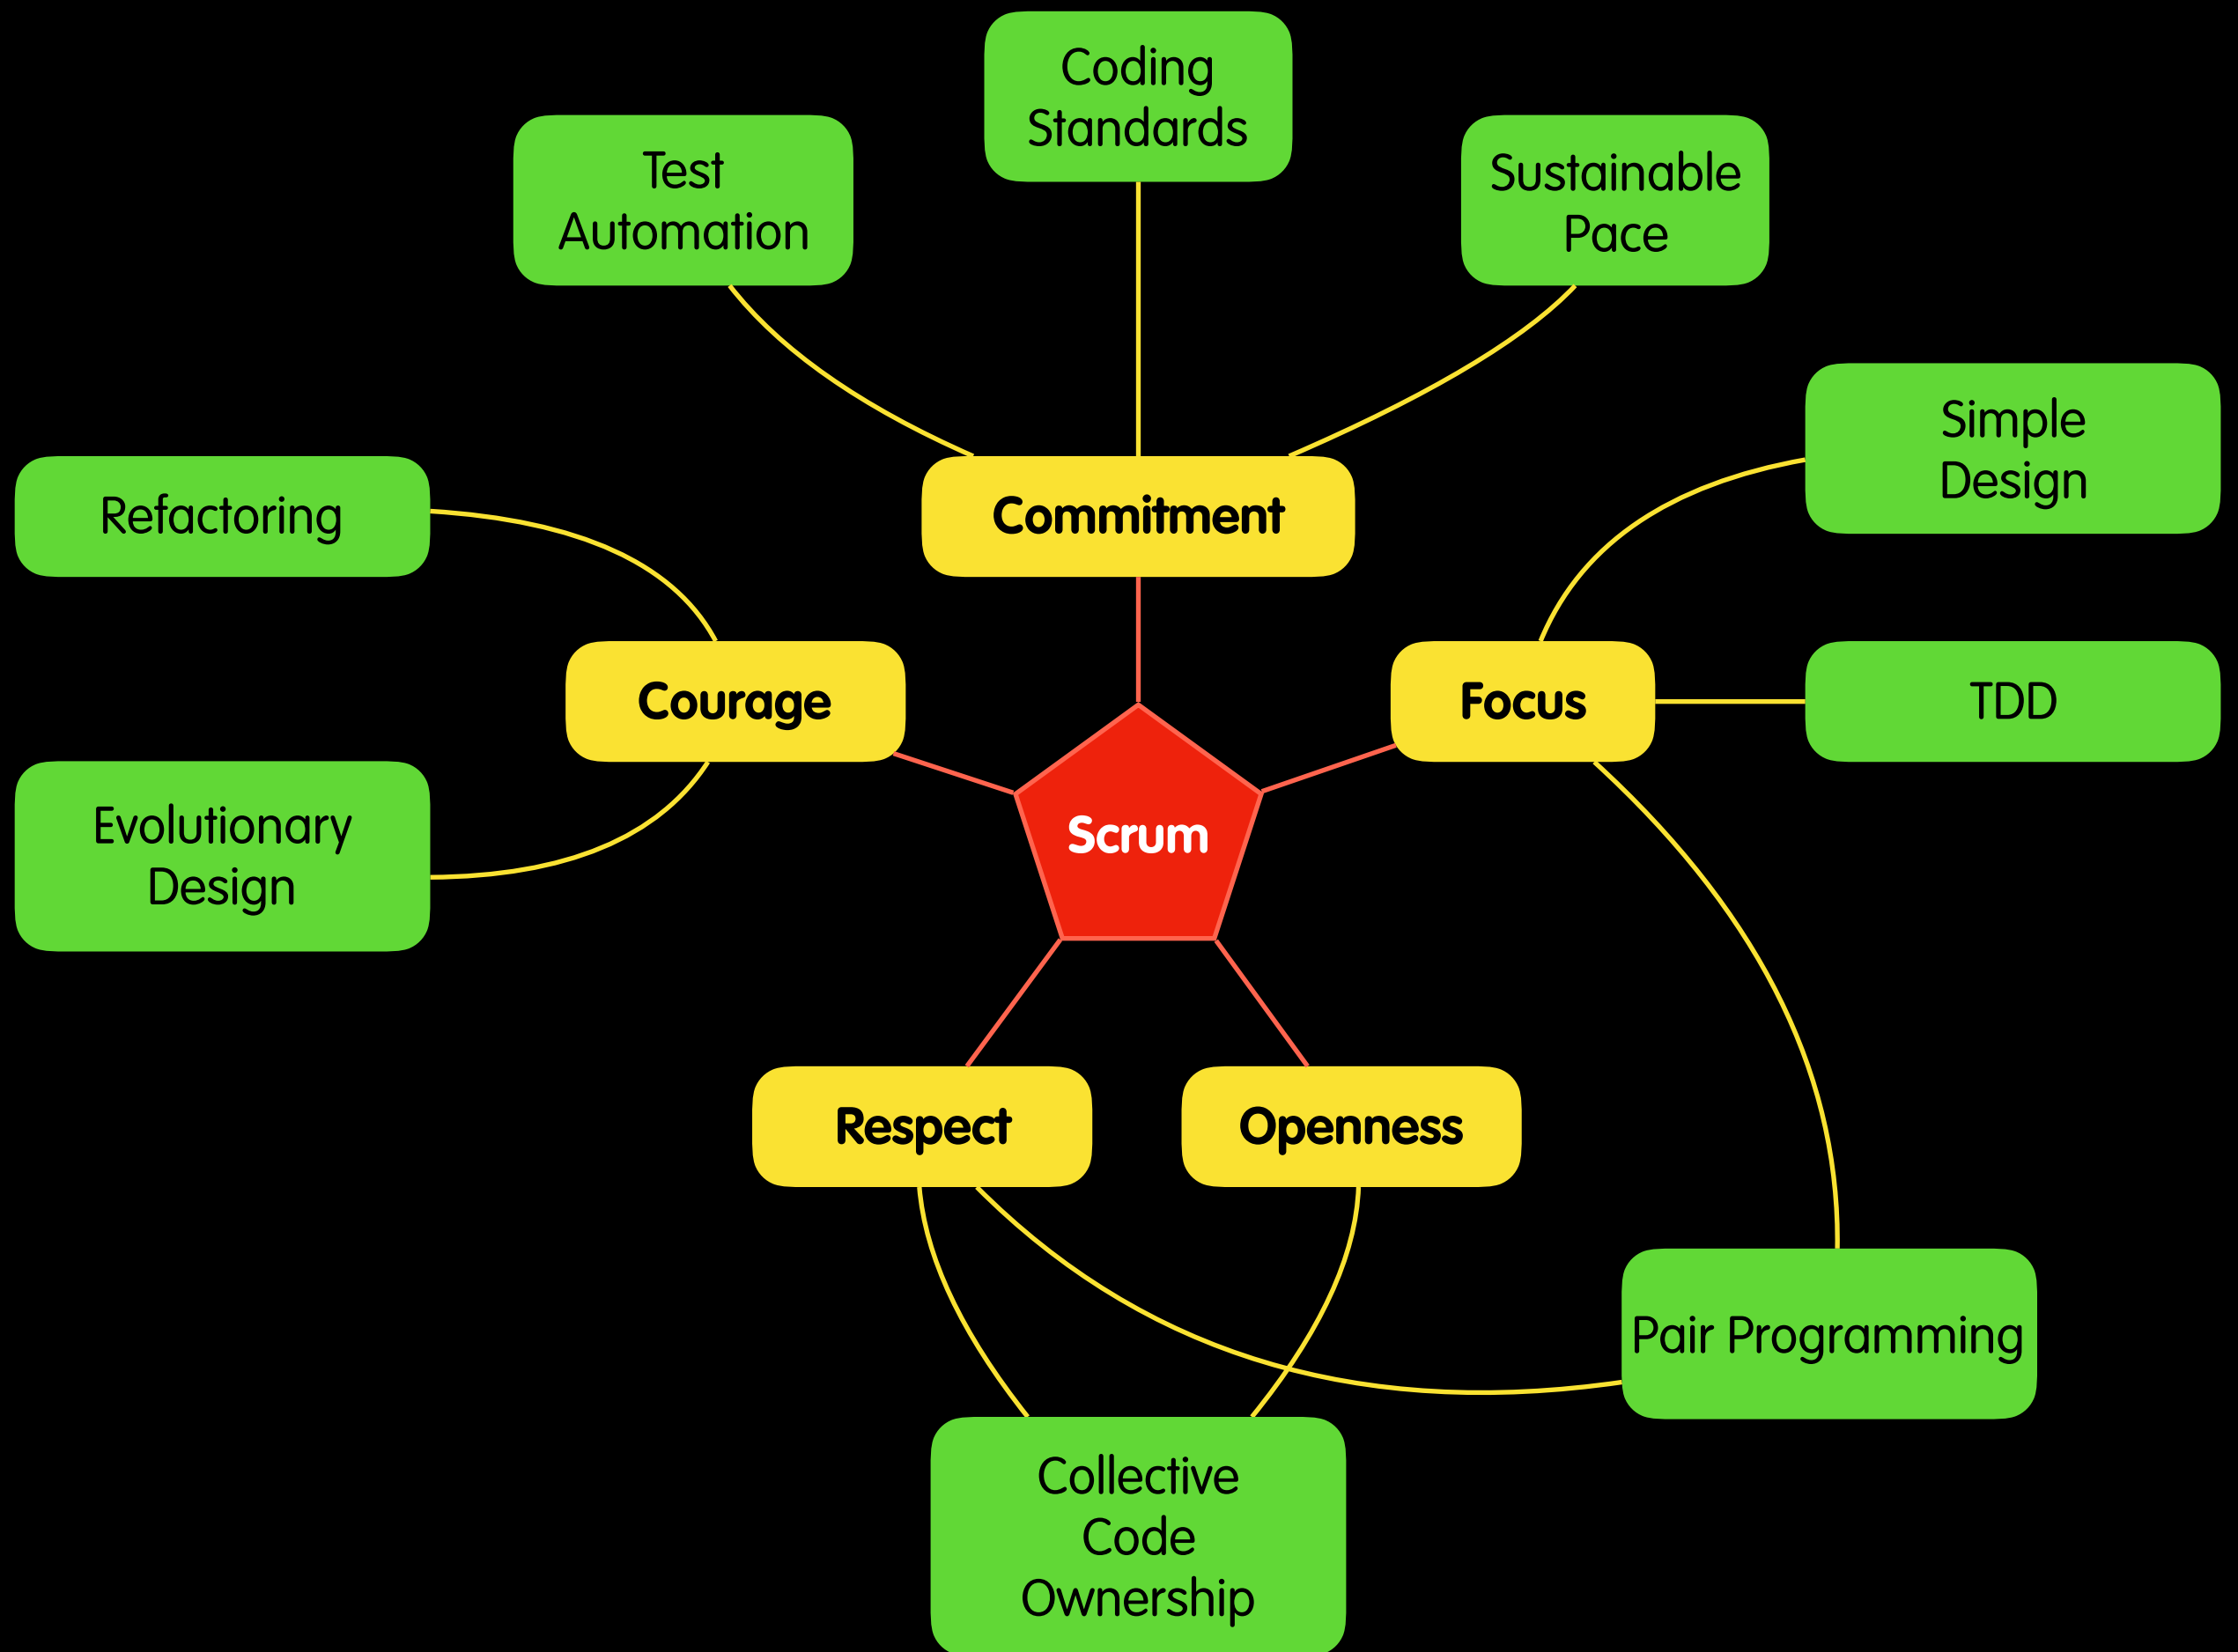 Coding
Standards
Test
Automation
Sustainable
Pace
Simple
Design
Refactoring
Commitment
Courage
Focus
TDD
Evolutionary
Design
Scrum
Respect
Openness
Pair Programming
Collective
Code
Ownership